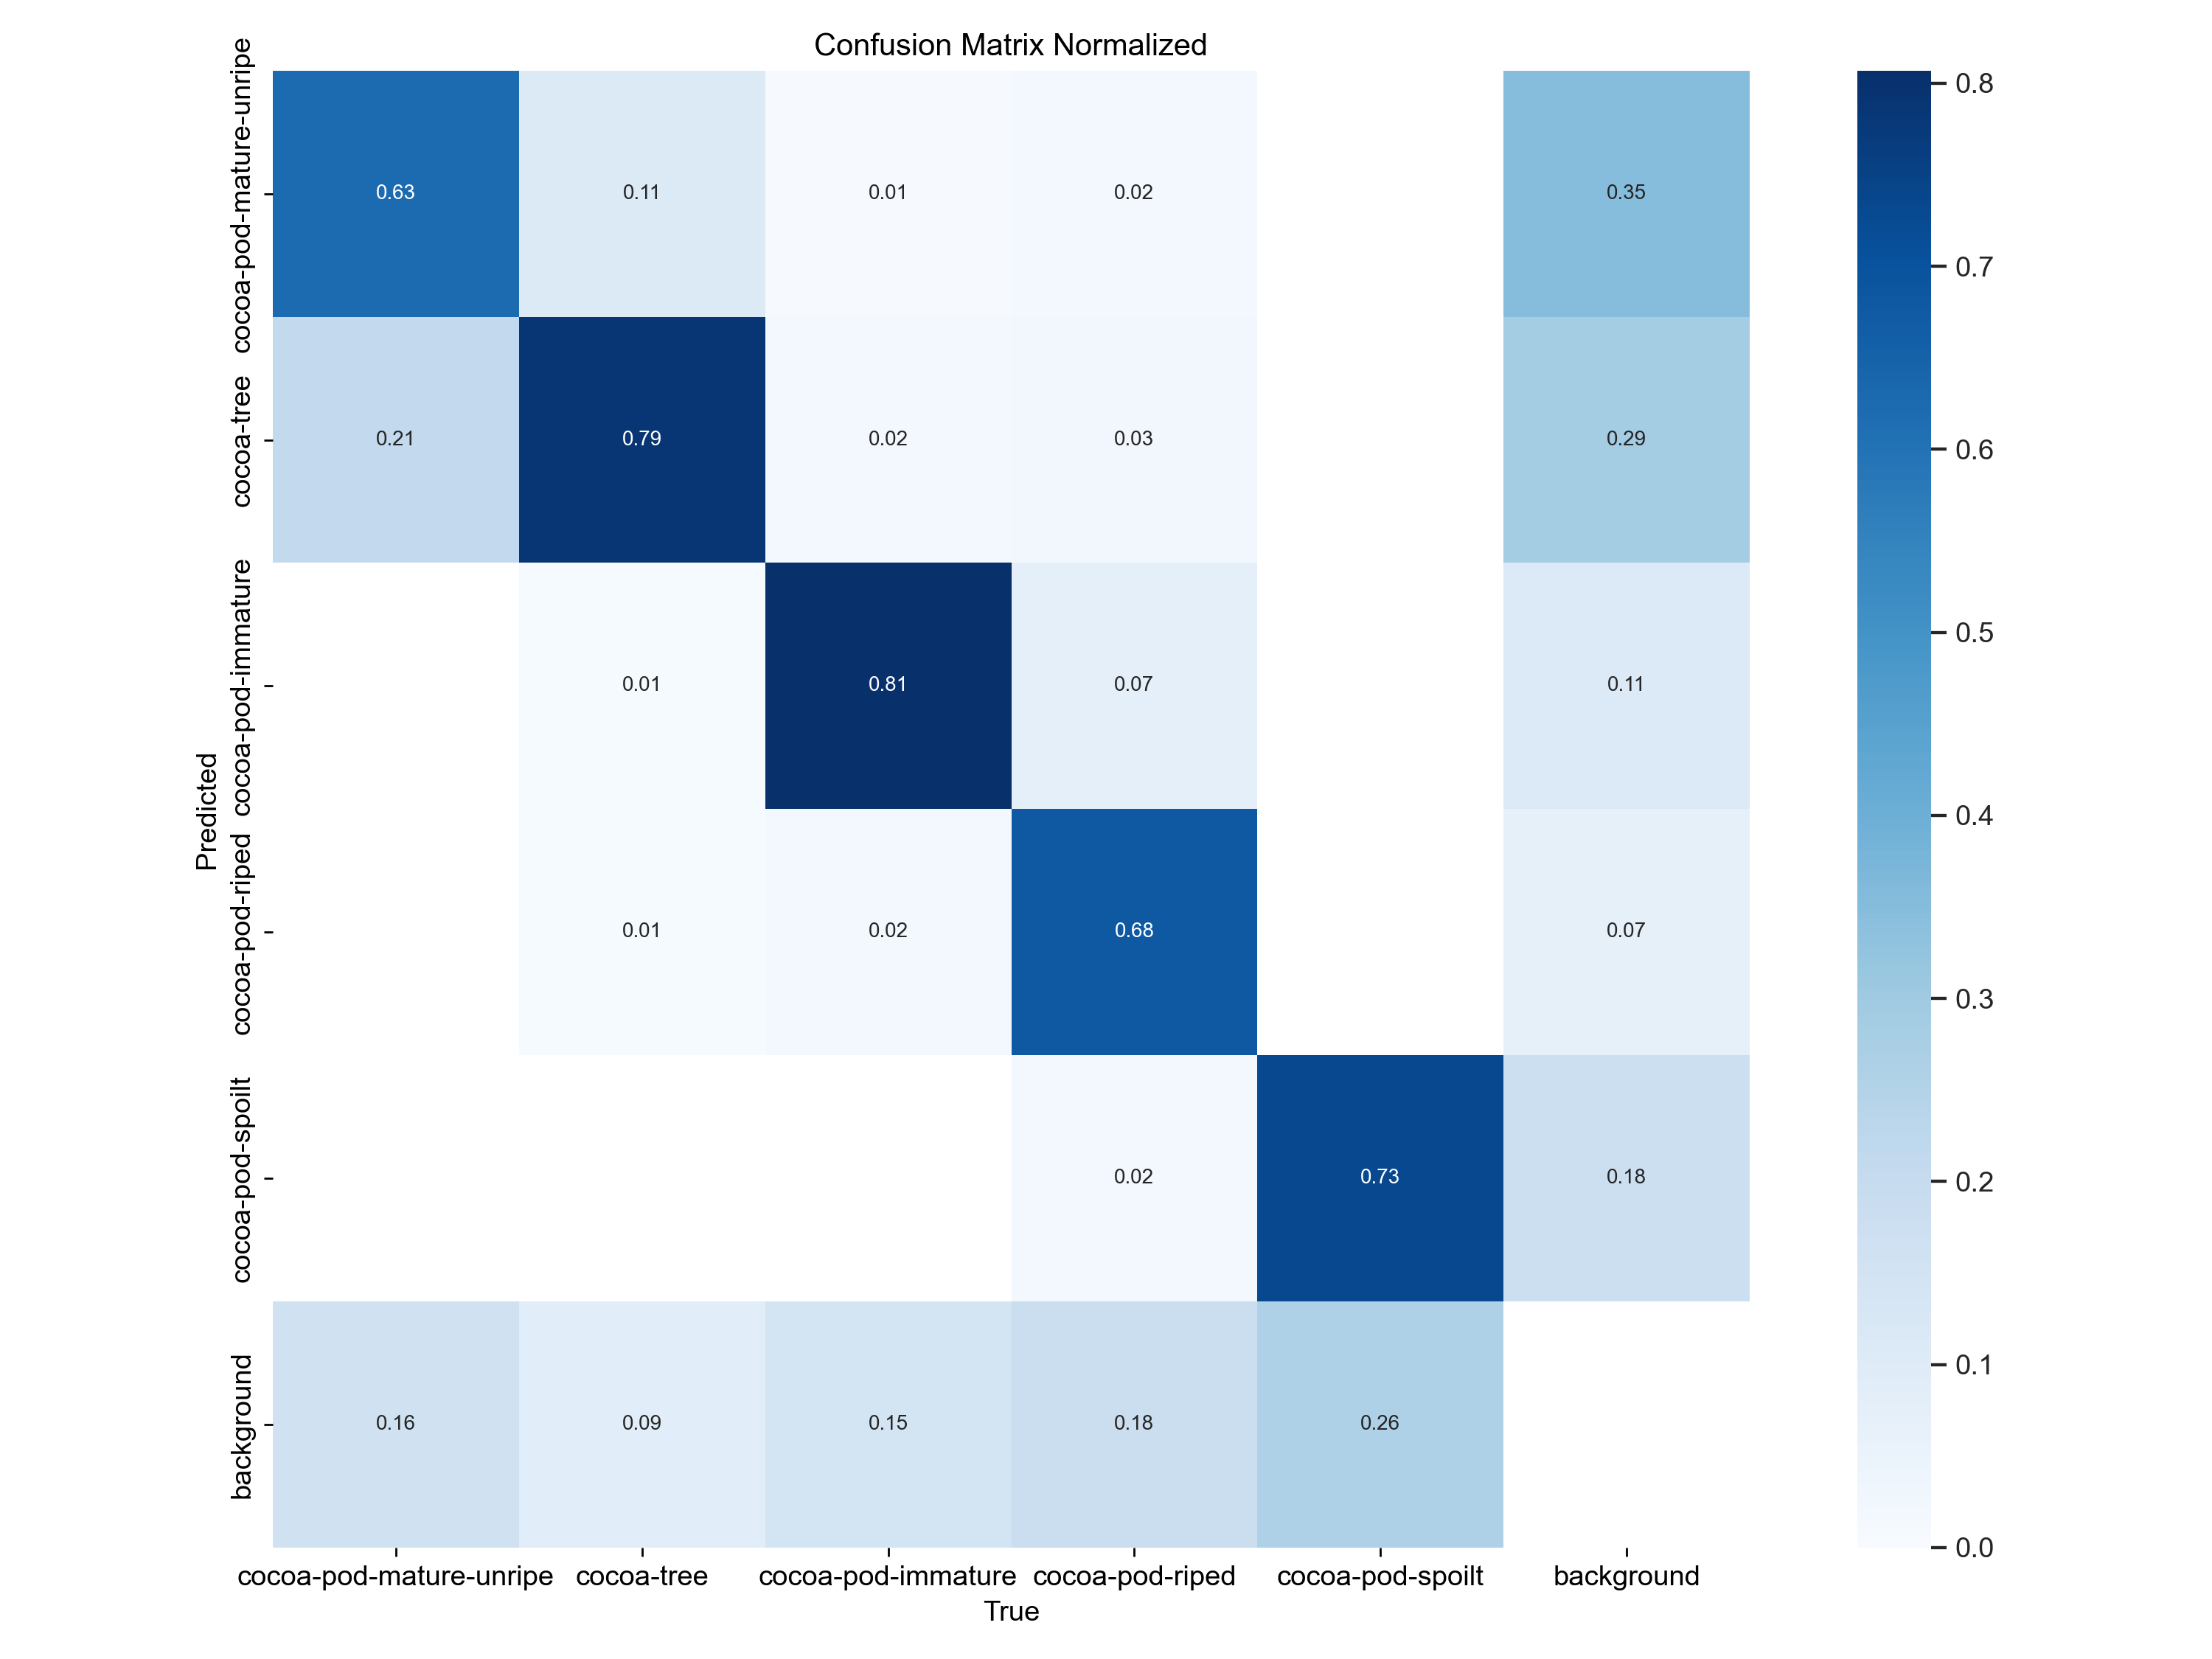 Confusion Matrix Normalized
Predicted
cocoa-pod-mature-unripe
0.63 0.11 0.01 0.02 0.35
cocoa-tree
0.21 0.79 0.02 0.03 0.29
cocoa-pod-immature
0.01 0.81 0.07 0.11
cocoa-pod-riped
0.01 0.02 0.68 0.07
cocoa-pod-spoilt
0.02 0.73 0.18
background
0.16 0.09 0.15 0.18 0.26
cocoa-pod-mature-unripe cocoa-tree cocoa-pod-immature cocoa-pod-riped cocoa-pod-spoilt background
True
0.8
0.7
0.6
0.5
0.4
0.3
0.2
0.1
0.0